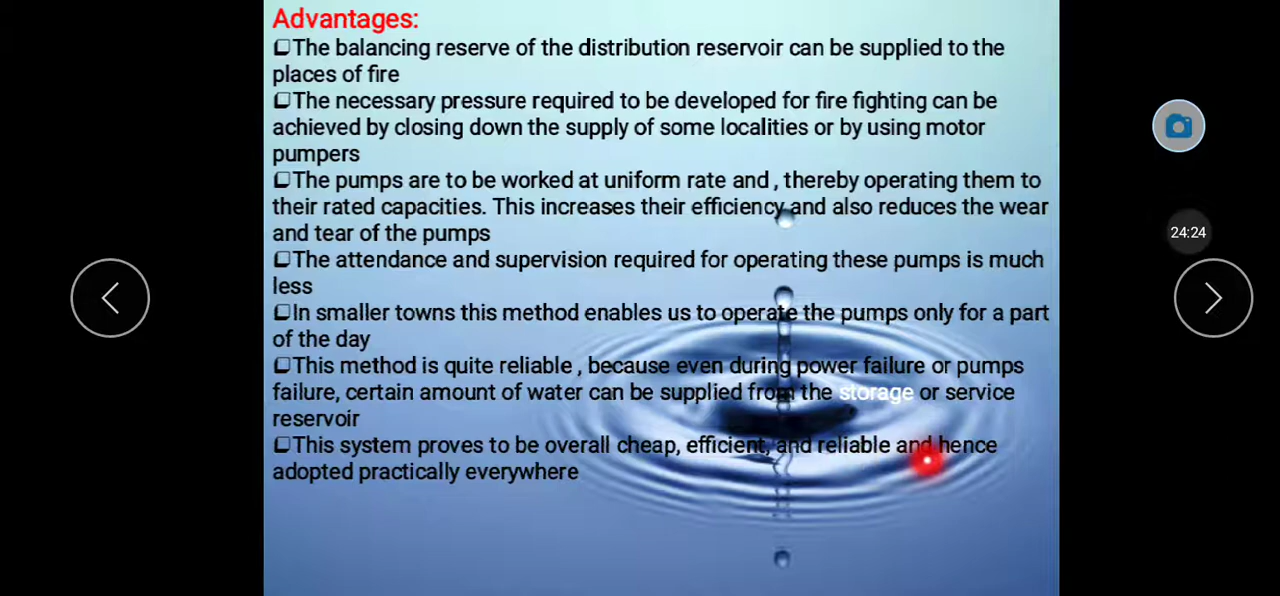 Advantages:
❑The balancing reserve of the distribution reservoir can be supplied to the
places of fire
❑The necessary pressure required to be developed for fire fighting can be
achieved by closing down the supply of some localities or by using motor
pumpers
❑The pumps are to be worked at uniform rate and , thereby operating them to
their rated capacities. This increases their efficiency and also reduces the wear
and tear of the pumps
❑The attendance and supervision required for operating these pumps is much
less
❑In smaller towns this method enables us to operate the pumps only for a part
of the day
❑This method is quite reliable , because even during power failure or pumps
failure, certain amount of water can be supplied from the storage or service
reservoir
❑This system proves to be overall cheap, efficient, and reliable and hence
adopted practically everywhere
24:24